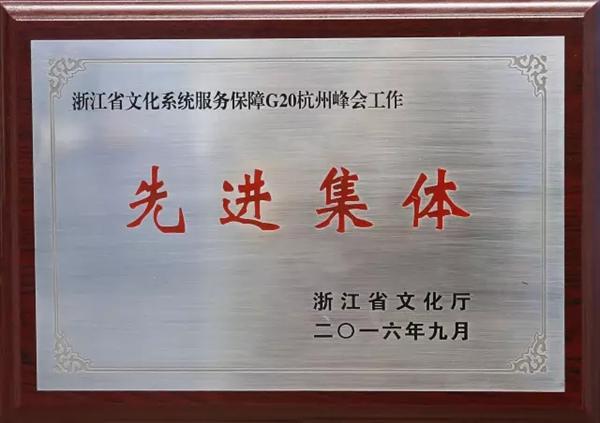 浙江省文化系统服务保障G20杭州峰会工作
先进集体
浙江省文化厅
二〇一六年九月